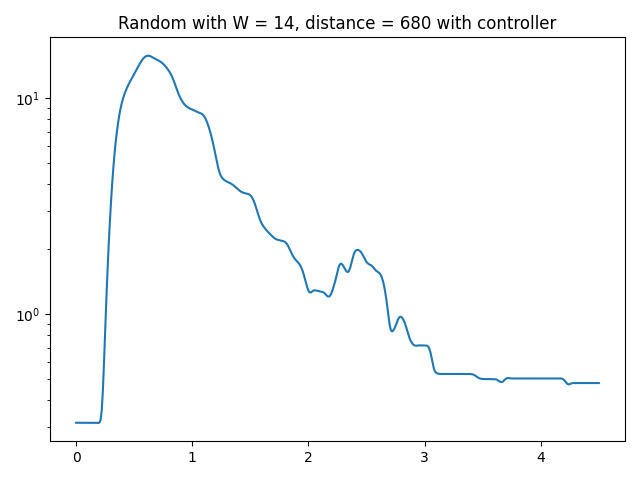 Random with W = 14, distance = 680 with controller
10¹
10⁰
0 1 2 3 4